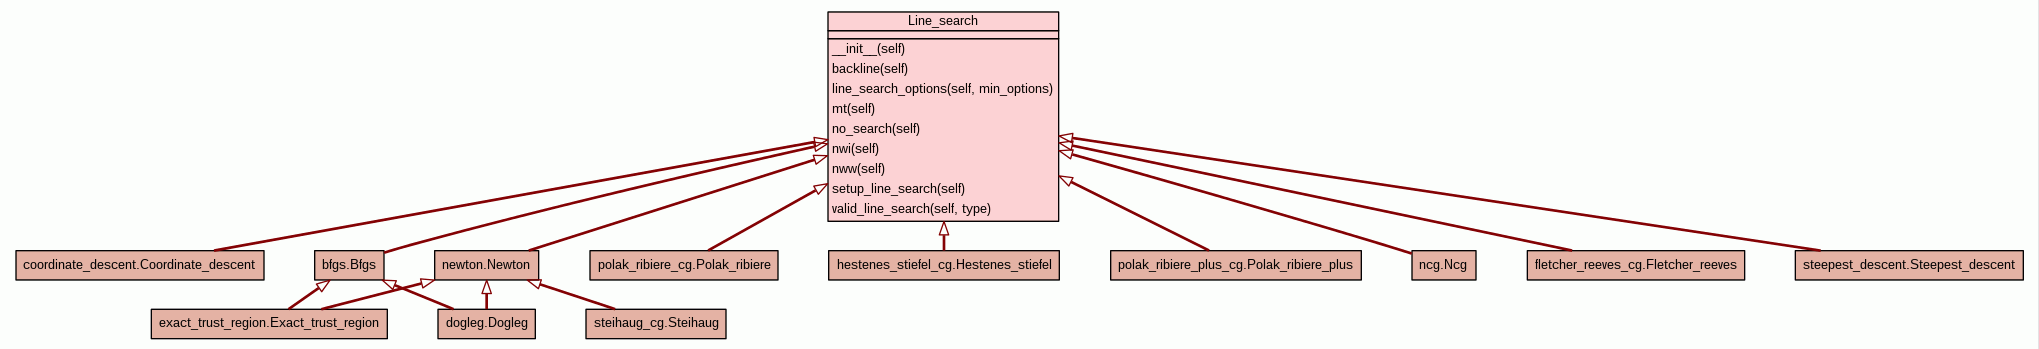 Line_search
__init__(self)
backline(self)
line_search_options(self, min_options)
mt(self)
no_search(self)
nwi(self)
nww(self)
setup_line_search(self)
valid_line_search(self, type)
coordinate_descent.Coordinate_descent
bfgs.Bfgs
newton.Newton
polak_ribiere_cg.Polak_ribiere
hestenes_stiefel_cg.Hestenes_stiefel
polak_ribiere_plus_cg.Polak_ribiere_plus
ncg.Ncg
fletcher_reeves_cg.Fletcher_reeves
steepest_descent.Steepest_descent
exact_trust_region.Exact_trust_region
dogleg.Dogleg
steihaug_cg.Steihaug